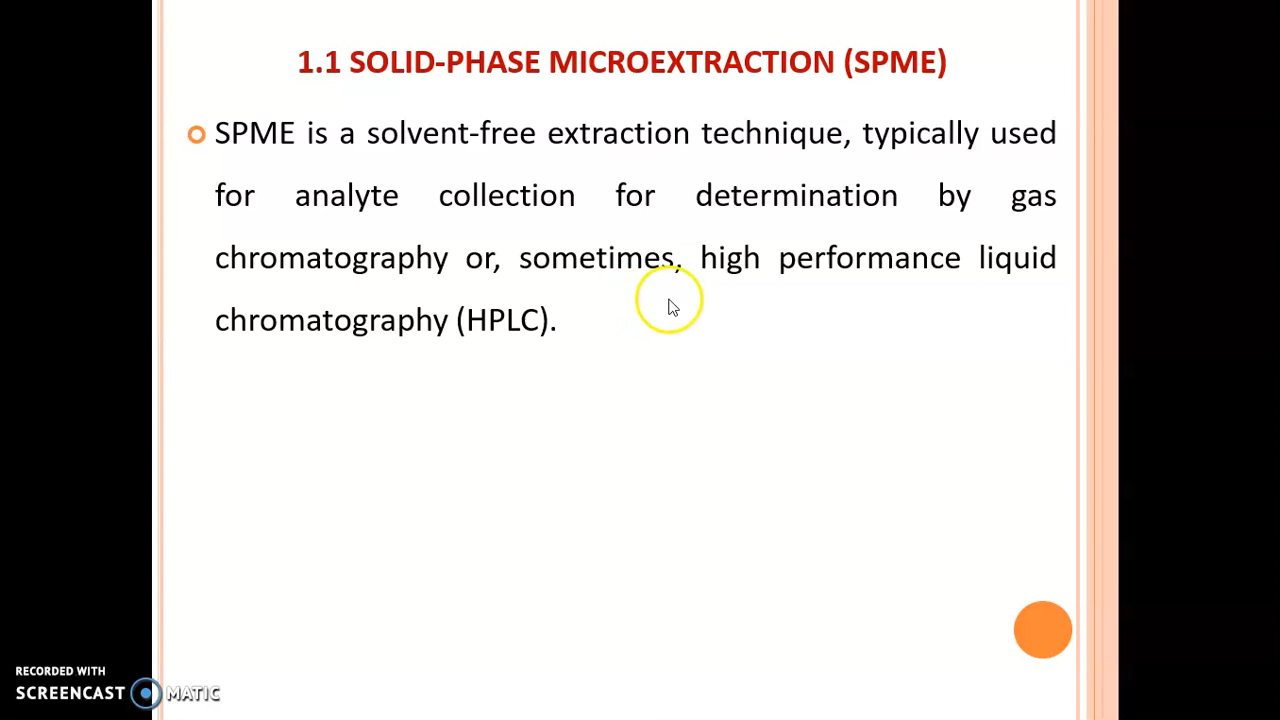 1.1 SOLID-PHASE MICROEXTRACTION (SPME)
SPME is a solvent-free extraction technique, typically used
for analyte collection for determination by gas
chromatography or, sometimes, high performance liquid
chromatography (HPLC).
RECORDED WITH
SCREENCAST MATIC